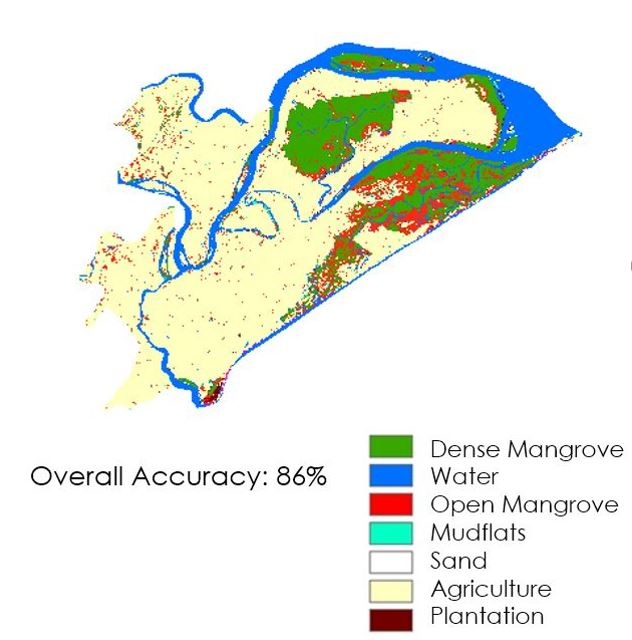 Overall Accuracy: 86%
Dense Mangrove
Water
Open Mangrove
Mudflats
Sand
Agriculture
Plantation